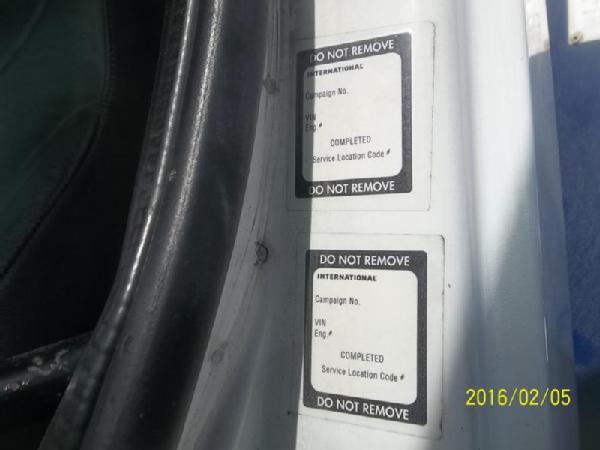 DO NOT REMOVE
INTERNATIONAL
Campaign No.
VIN
Eng.#
COMPLETED
Service Location Code #
DO NOT REMOVE
DO NOT REMOVE
INTERNATIONAL
Campaign No.
VIN
Eng.#
COMPLETED
Service Location Code #
DO NOT REMOVE
2016/02/05